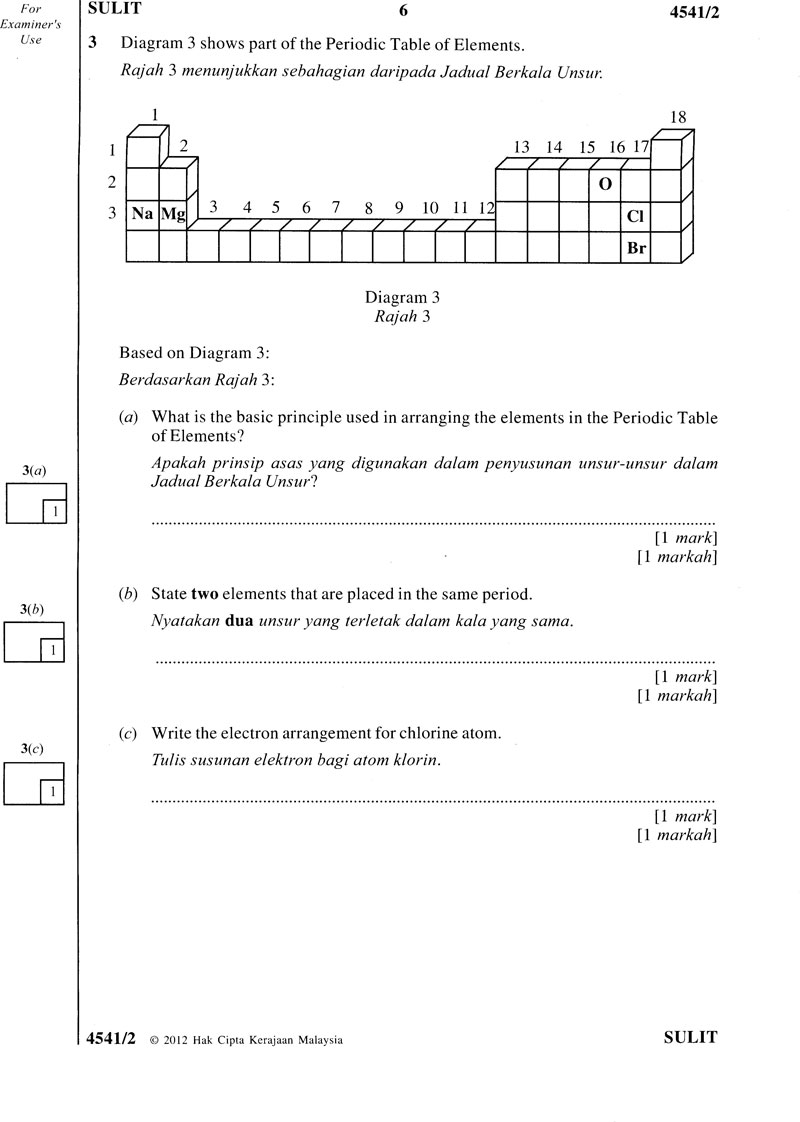 For
Examiner's
Use
SULIT 6 4541/2
3 Diagram 3 shows part of the Periodic Table of Elements.
Rajah 3 menunjukkan sebahagian daripada Jadual Berkala Unsur.
1 18
1 2 13 14 15 16 17
2 O
3 Na Mg 3 4 5 6 7 8 9 10 11 12 Cl
Br
Diagram 3
Rajah 3
Based on Diagram 3:
Berdasarkan Rajah 3:
(a) What is the basic principle used in arranging the elements in the Periodic Table
of Elements?
Apakah prinsip asas yang digunakan dalam penyusunan unsur-unsur dalam
Jadual Berkala Unsur?
3(a)
1
[1 mark]
[1 markah]
(b) State two elements that are placed in the same period.
3(b)
Nyatakan dua unsur yang terletak dalam kala yang sama.
1
[1 mark]
[1 markah]
(c) Write the electron arrangement for chlorine atom.
3(c)
Tulis susunan elektron bagi atom klorin.
1
[1 mark]
[1 markah]
4541/2 © 2012 Hak Cipta Kerajaan Malaysia SULIT